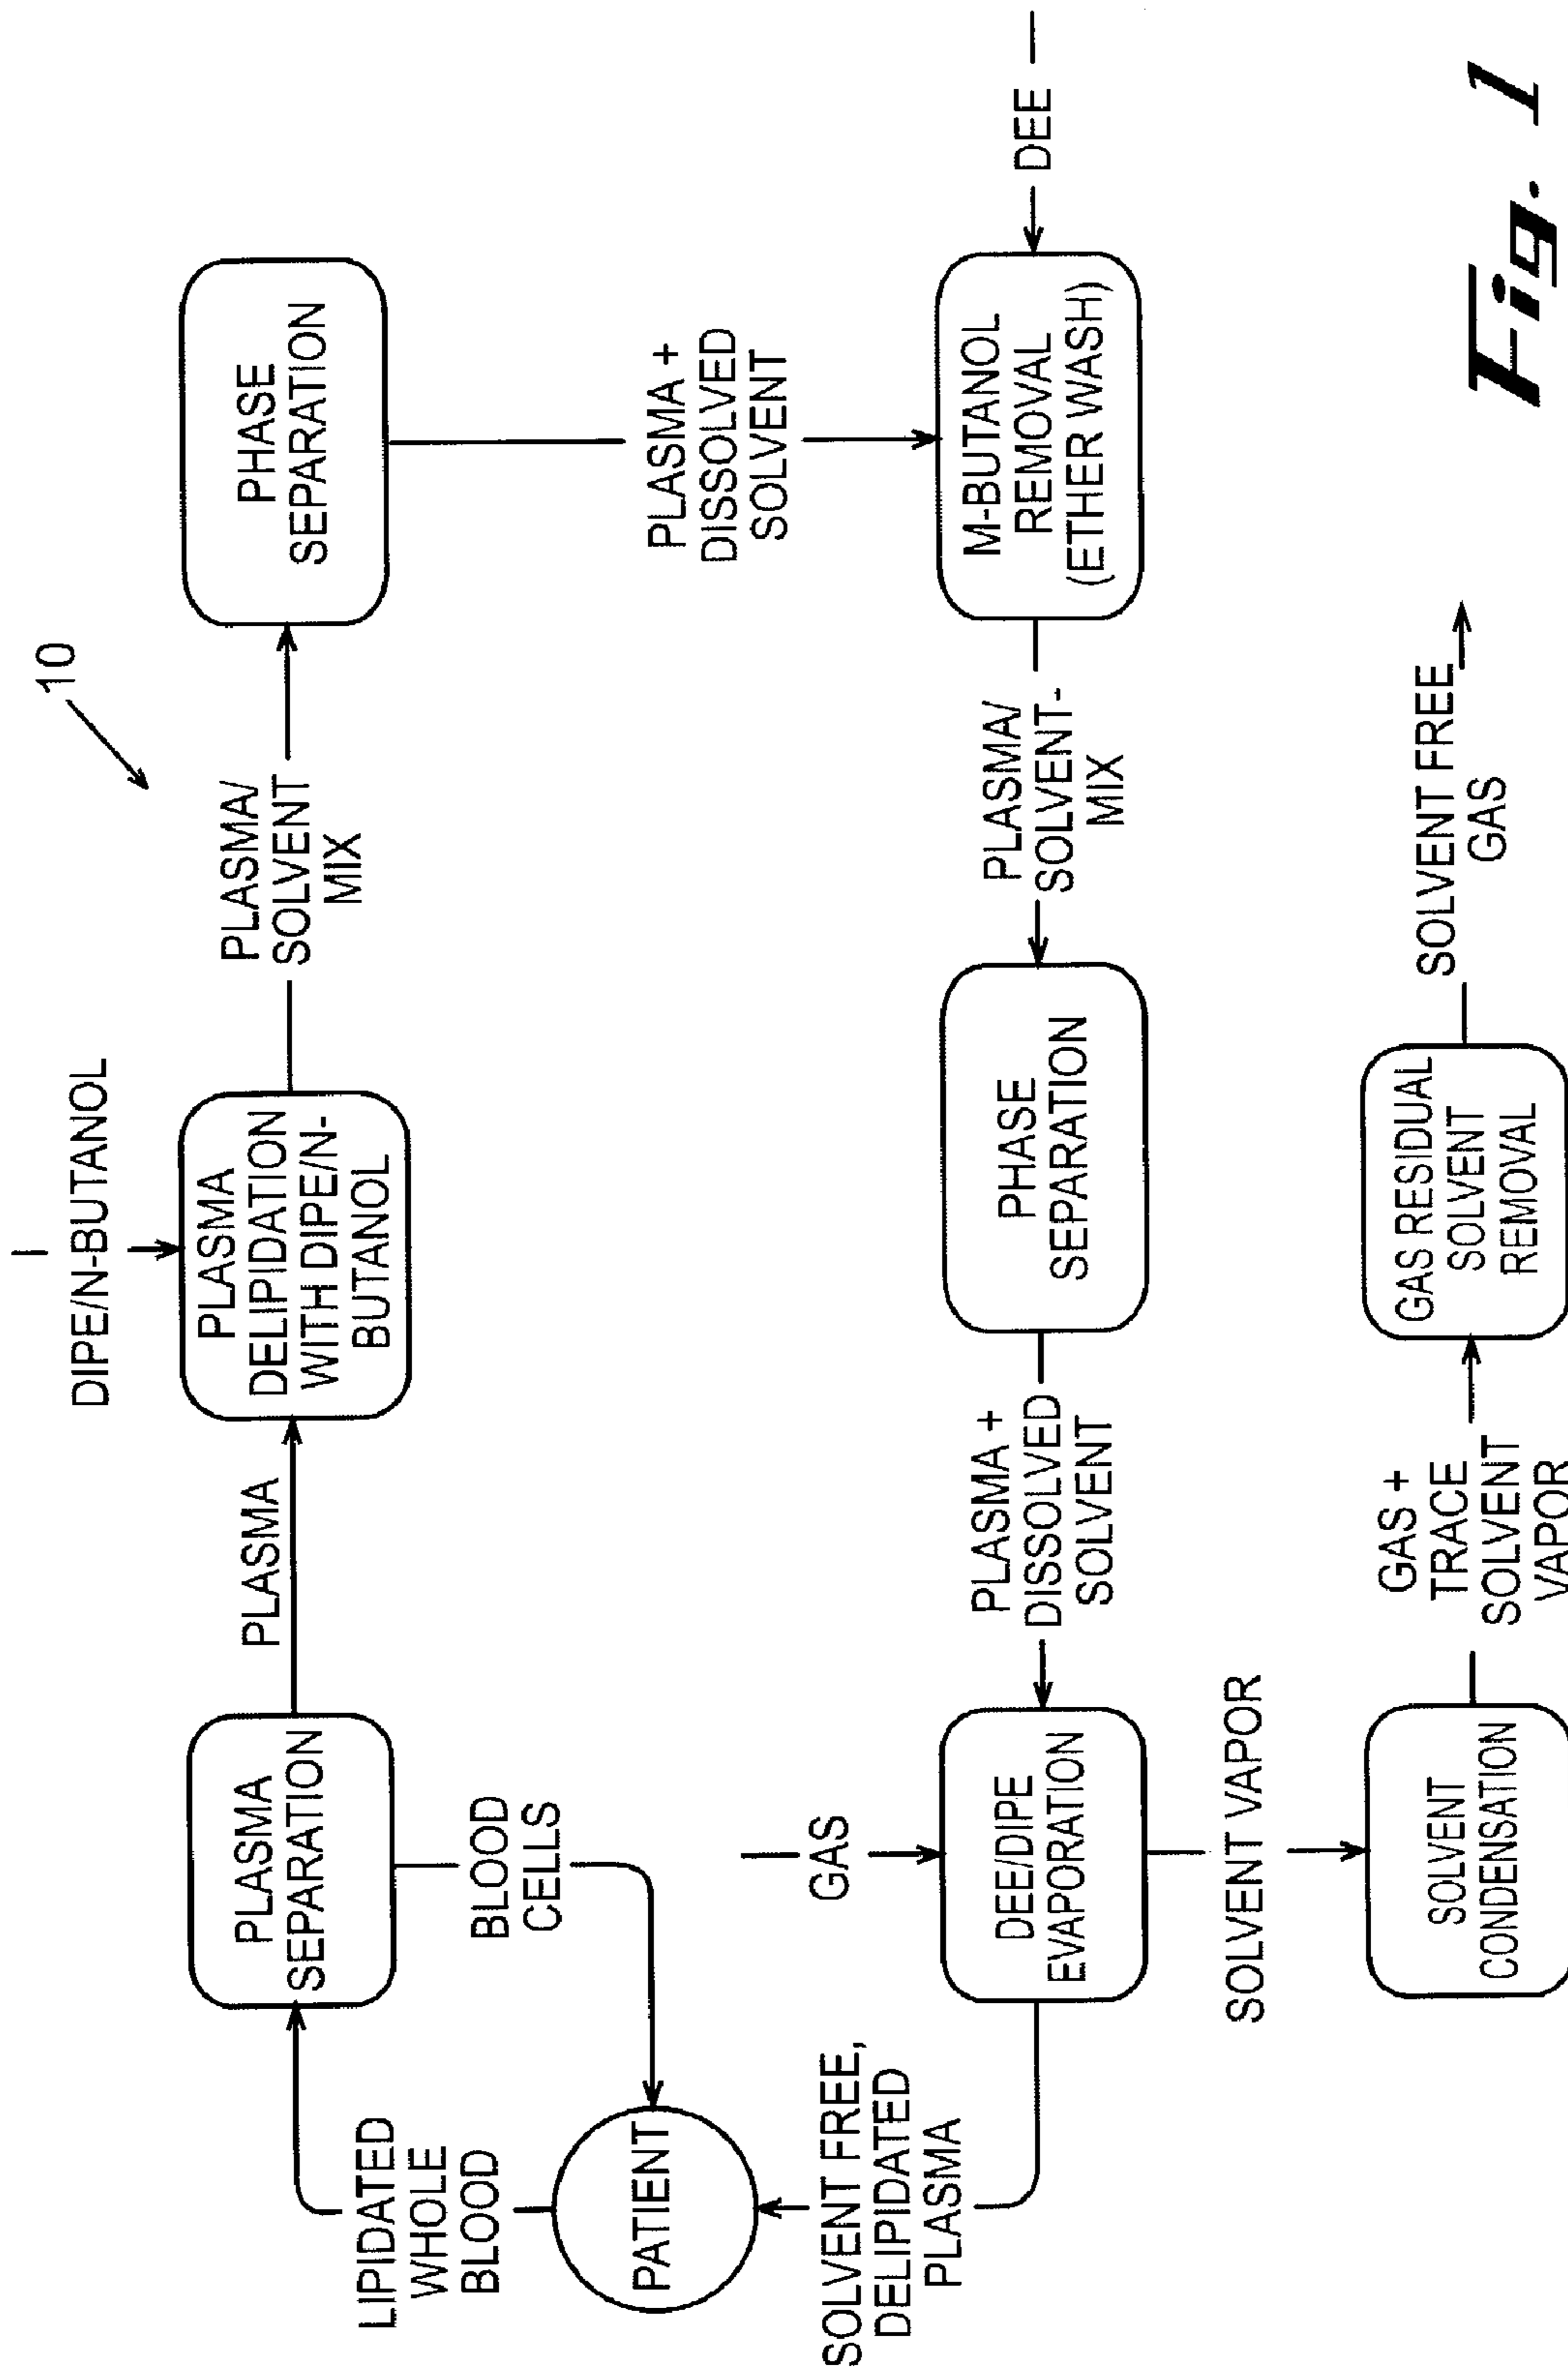 10
DIPE/N-BUTANOL
LIPIDATED
WHOLE
BLOOD
PLASMA
SEPARATION
PLASMA
PLASMA
DELIPIDATION
WITH DIPE/N-
BUTANOL
PLASMA/
SOLVENT
MIX
PHASE
SEPARATION
BLOOD
CELLS
PATIENT
PLASMA +
DISSOLVED
SOLVENT
SOLVENT FREE,
DELIPIDATED
PLASMA
GAS
DEE/DIPE
EVAPORATION
PLASMA +
DISSOLVED
SOLVENT
PHASE
SEPARATION
PLASMA/
SOLVENT-
MIX
M-BUTANOL
REMOVAL
(ETHER WASH)
DEE
SOLVENT VAPOR
SOLVENT
CONDENSATION
GAS +
TRACE
SOLVENT
VAPOR
GAS RESIDUAL
SOLVENT
REMOVAL
SOLVENT FREE
GAS
Fig. 1